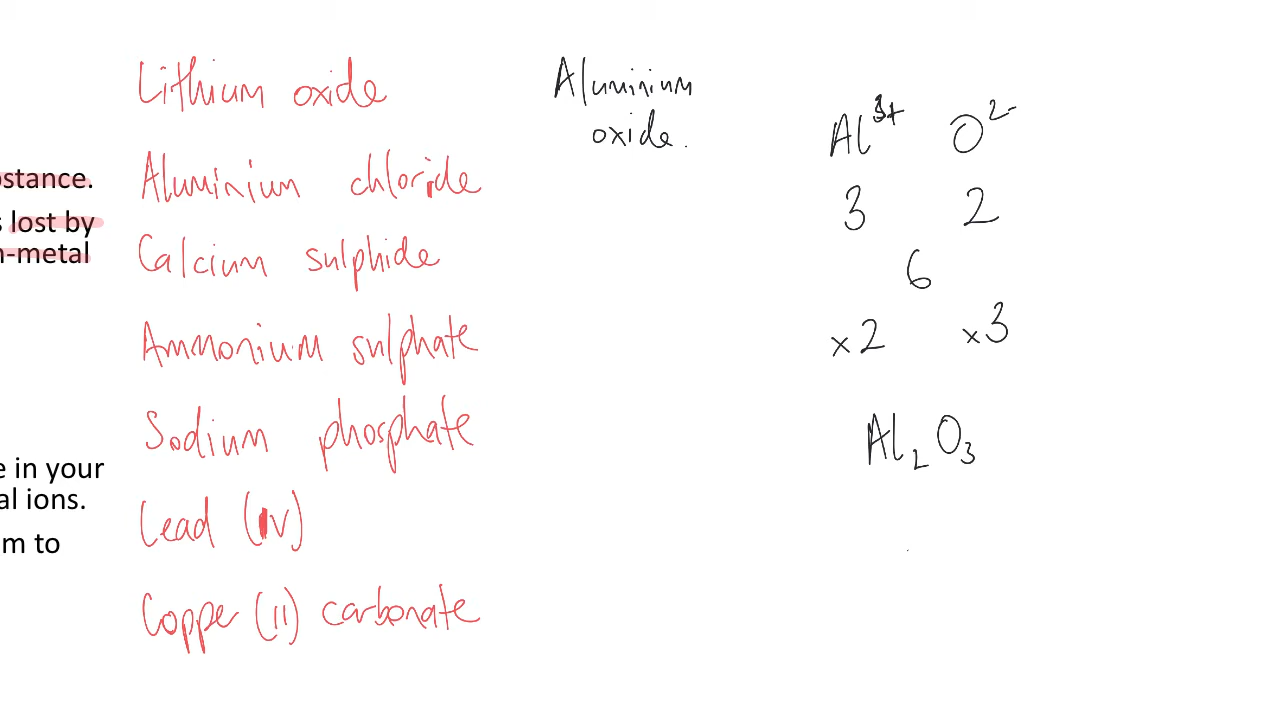 Lithium oxide
Aluminium chloride
Calcium sulphide
Ammonium sulphate
Sodium phosphate
Lead (IV)
Copper (II) carbonate
stance.
lost by
n-metal
e in your
al ions.
m to
Aluminium
oxide.
Al³⁺ O²⁻
3 2
6
×2 ×3
Al₂O₃